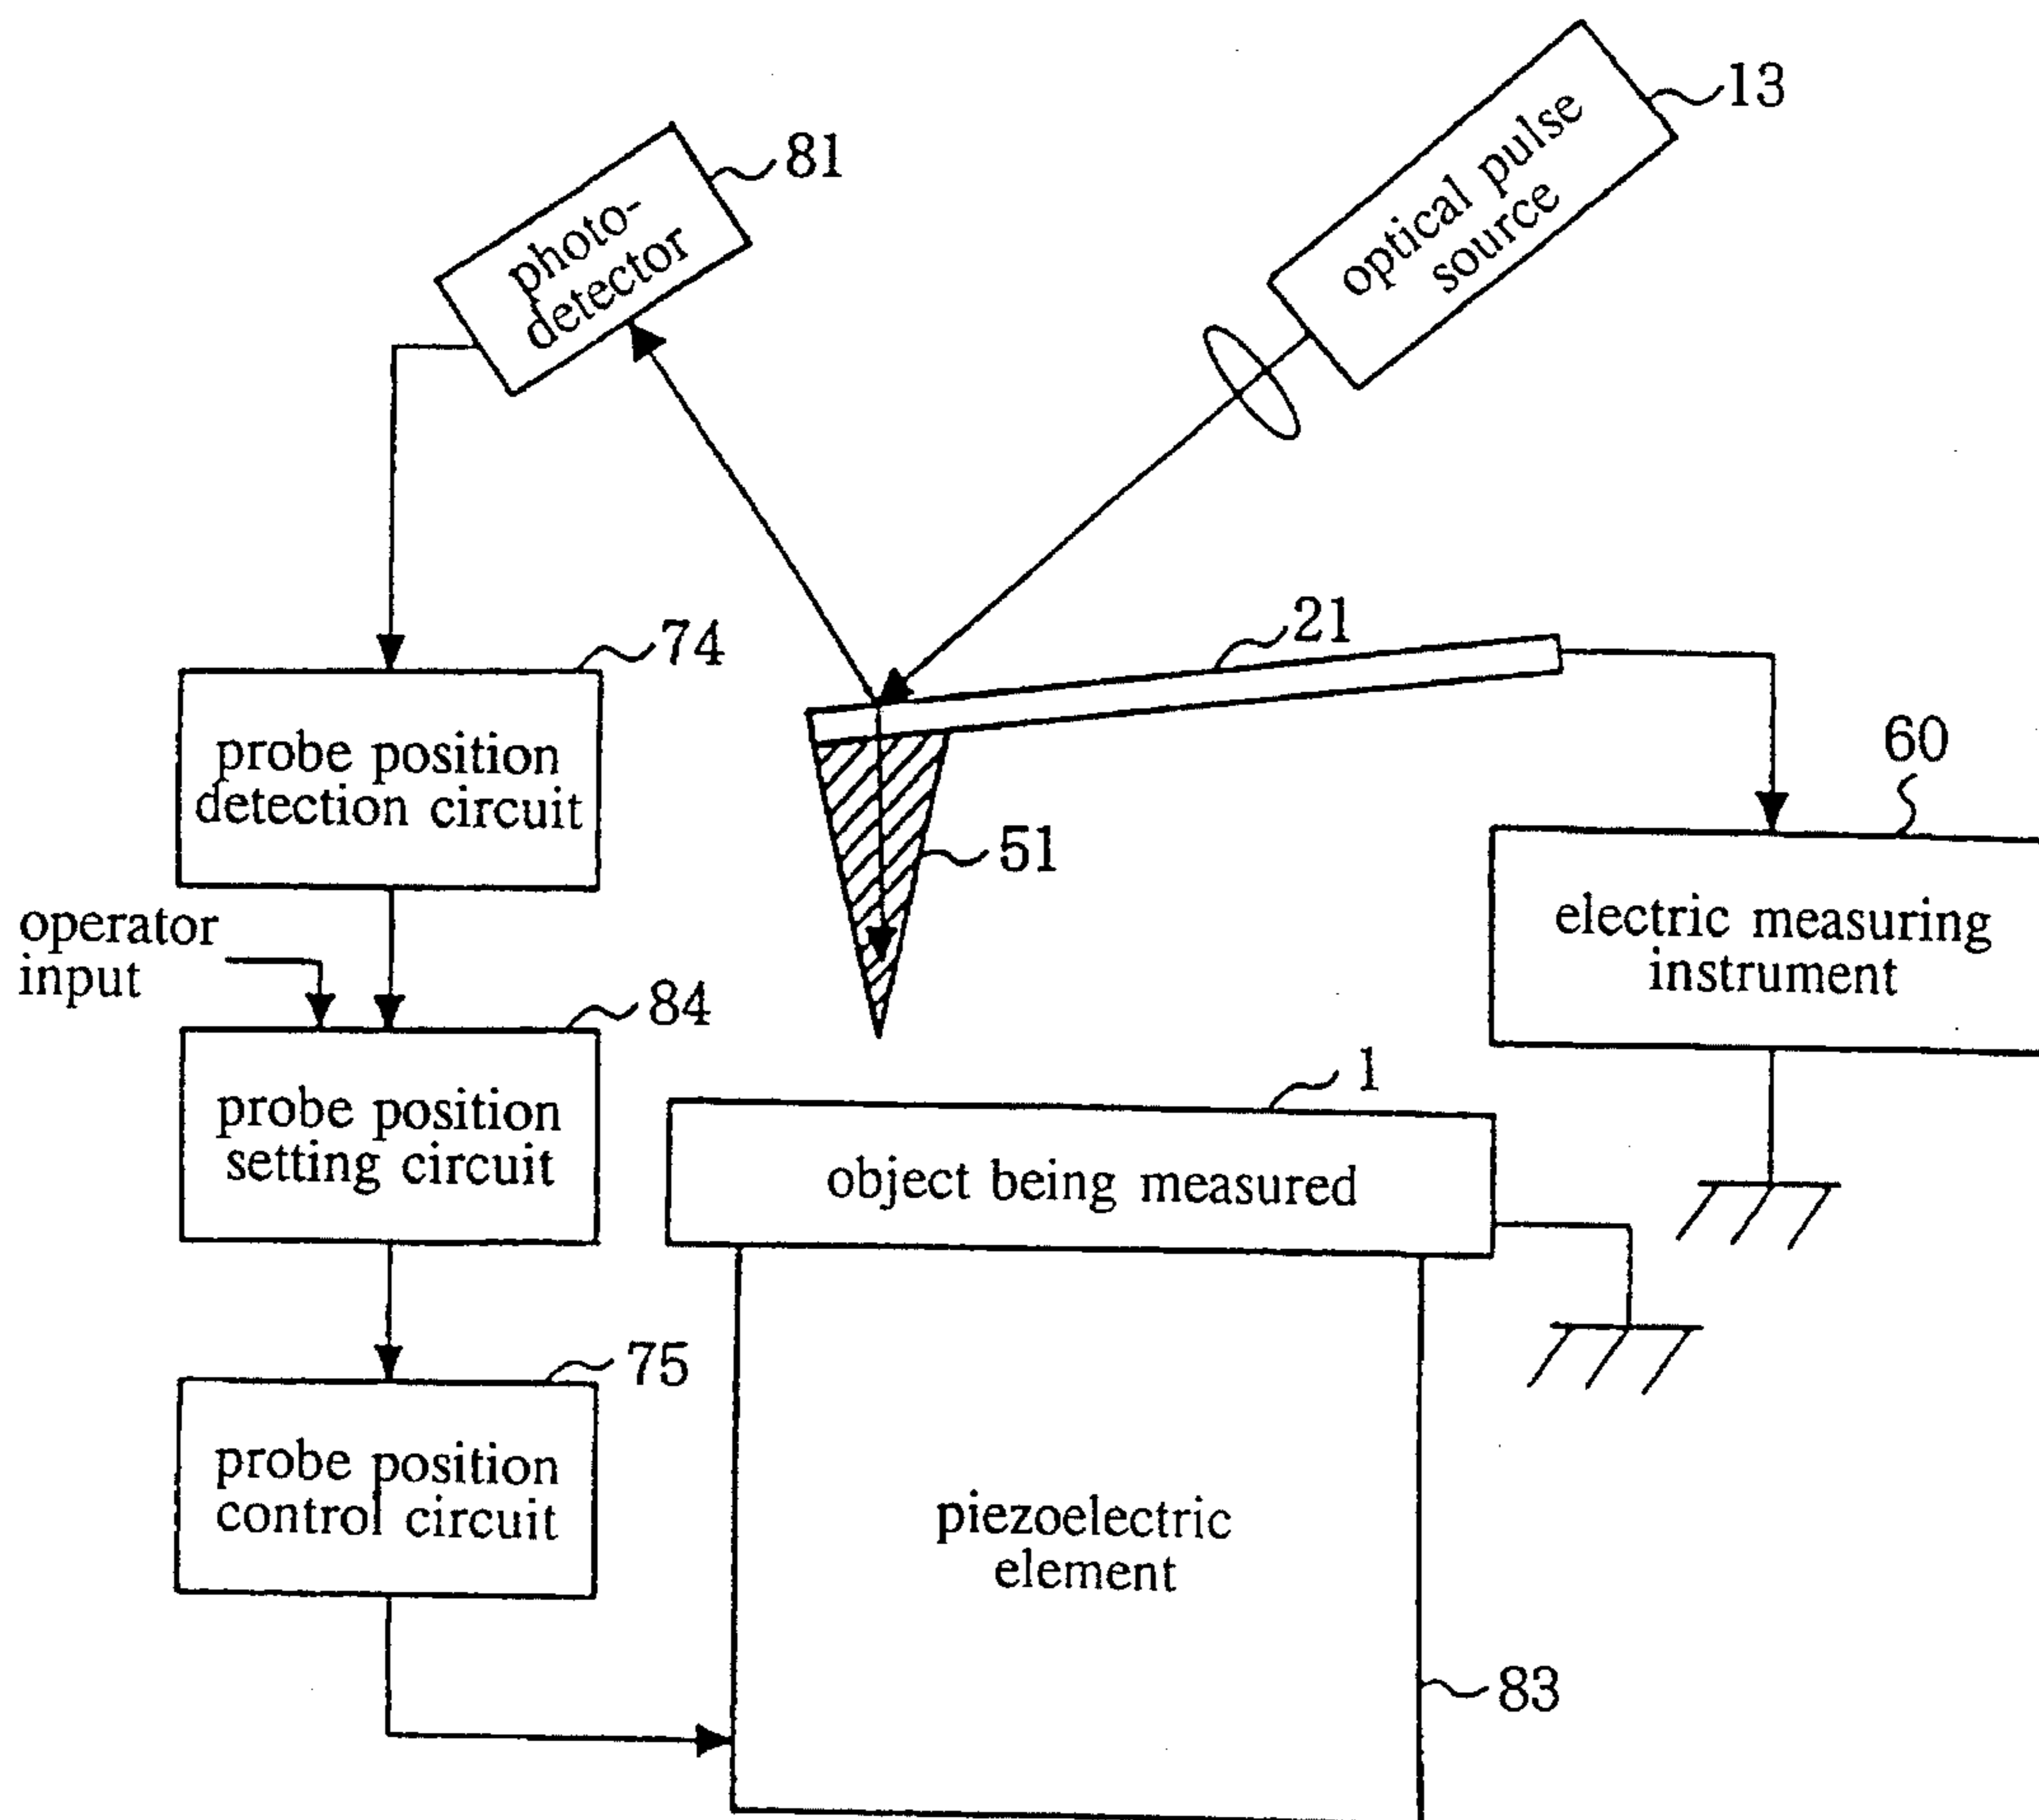 13
optical pulse
source
81
photo-
detector
21
74
probe position
detection circuit
60
electric measuring
instrument
51
operator
input
84
probe position
setting circuit
1
object being measured
75
probe position
control circuit
piezoelectric
element
83